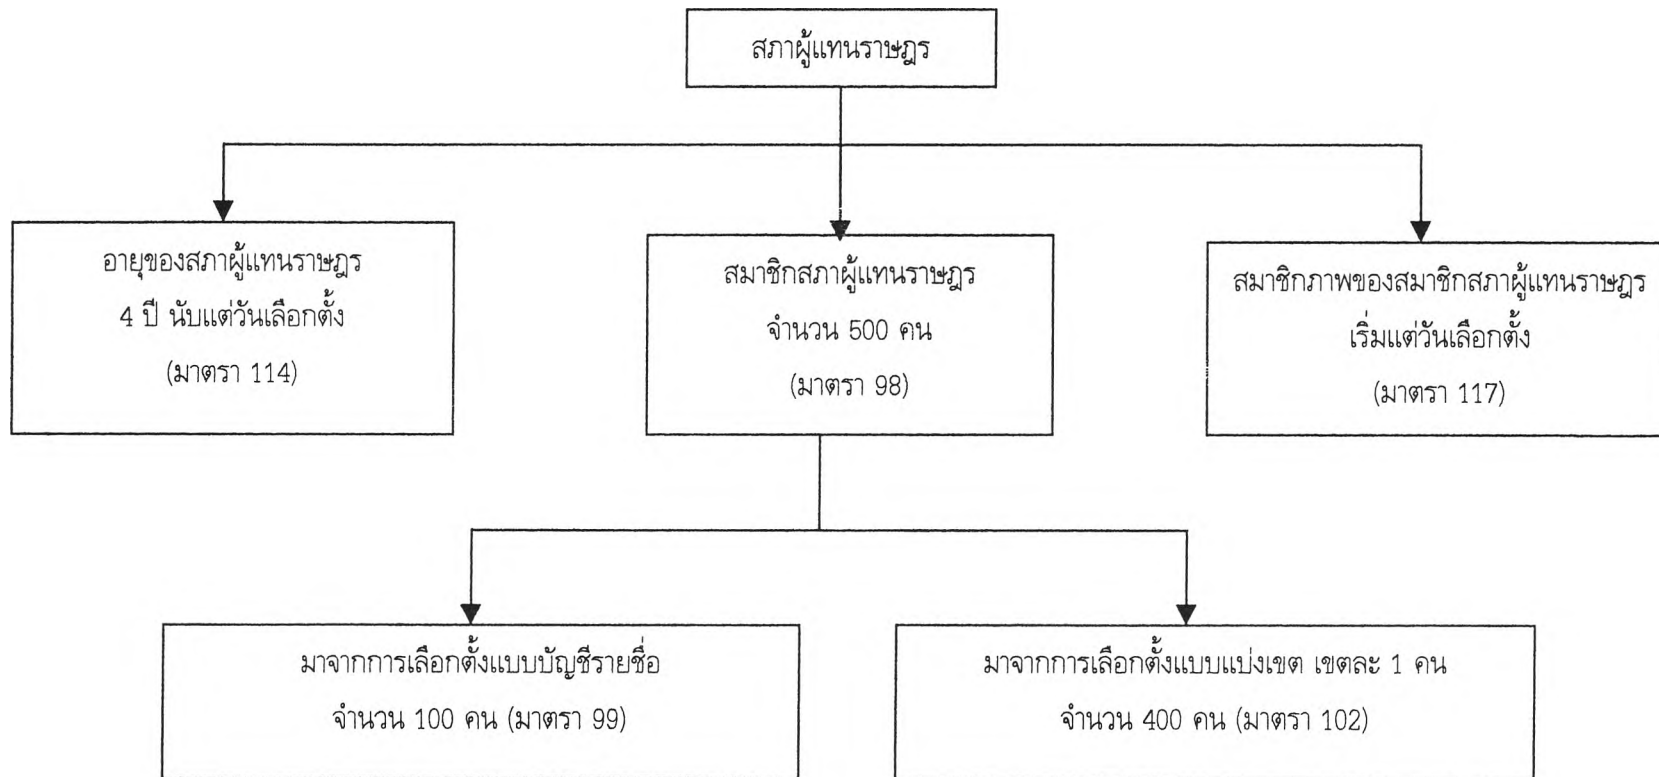 สภาผู้แทนราษฎร
อายุของสภาผู้แทนราษฎร
4 ปี นับแต่วันเลือกตั้ง
(มาตรา 114)
สมาชิกสภาผู้แทนราษฎร
จำนวน 500 คน
(มาตรา 98)
สมาชิกภาพของสมาชิกสภาผู้แทนราษฎร
เริ่มแต่วันเลือกตั้ง
(มาตรา 117)
มาจากการเลือกตั้งแบบบัญชีรายชื่อ
จำนวน 100 คน (มาตรา 99)
มาจากการเลือกตั้งแบบแบ่งเขต เขตละ 1 คน
จำนวน 400 คน (มาตรา 102)